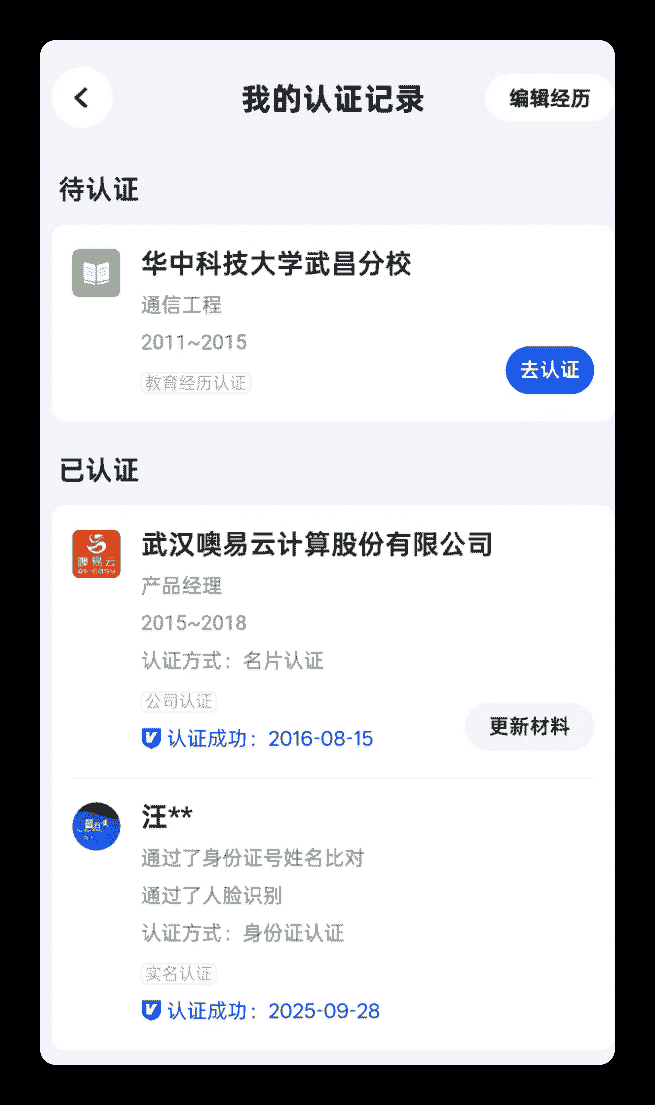 我的认证记录
编辑经历
待认证
华中科技大学武昌分校
通信工程
2011~2015
教育经历认证
去认证
已认证
武汉噢易云计算股份有限公司
噢易云
产品经理
2015~2018
认证方式：名片认证
公司认证
认证成功：2016-08-15
更新材料
汪**
通过了身份证号姓名比对
通过了人脸识别
认证方式：身份证认证
实名认证
认证成功：2025-09-28